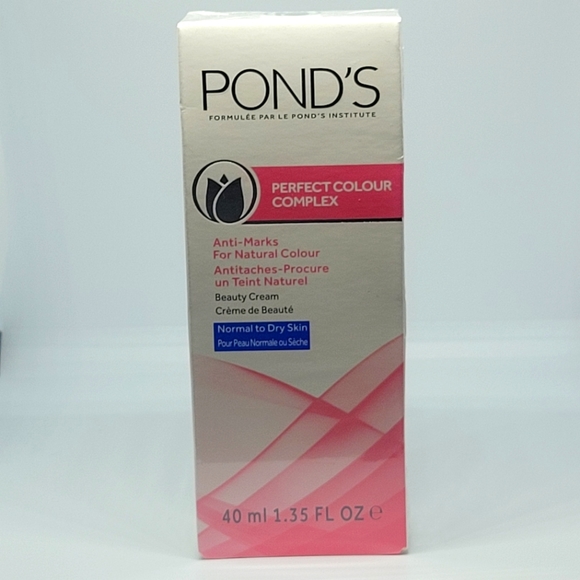 POND'S
FORMULÉE PAR LE POND'S INSTITUTE
PERFECT COLOUR
COMPLEX
Anti-Marks
For Natural Colour
Antitaches-Procure
un Teint Naturel
Beauty Cream
Crème de Beauté
Normal to Dry Skin
Pour Peau Normale ou Sèche
40 ml 1.35 FL OZ ℮